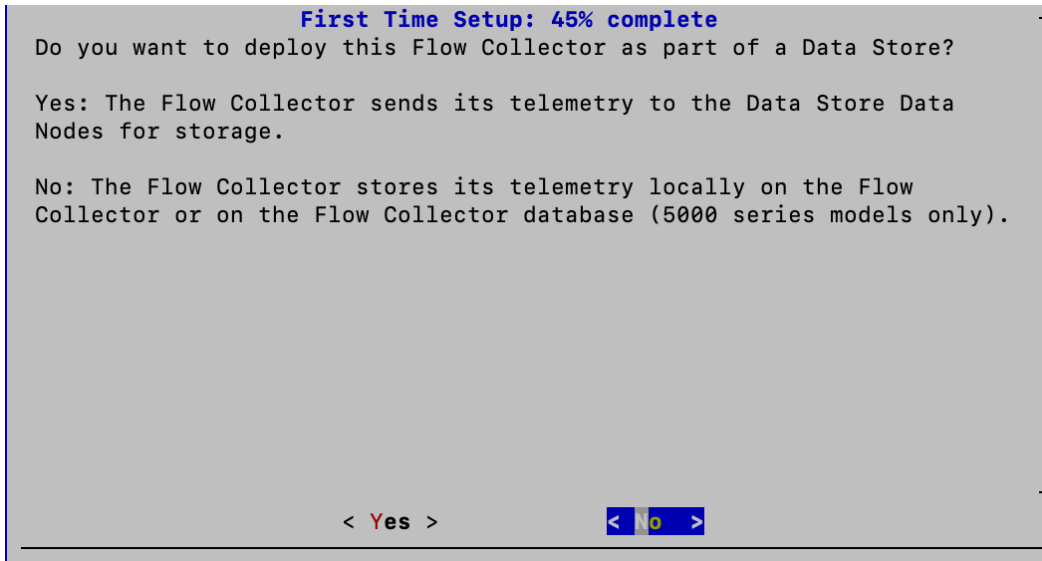 First Time Setup: 45% complete
Do you want to deploy this Flow Collector as part of a Data Store?
Yes: The Flow Collector sends its telemetry to the Data Store Data
Nodes for storage.
No: The Flow Collector stores its telemetry locally on the Flow
Collector or on the Flow Collector database (5000 series models only).
< Yes > < No >